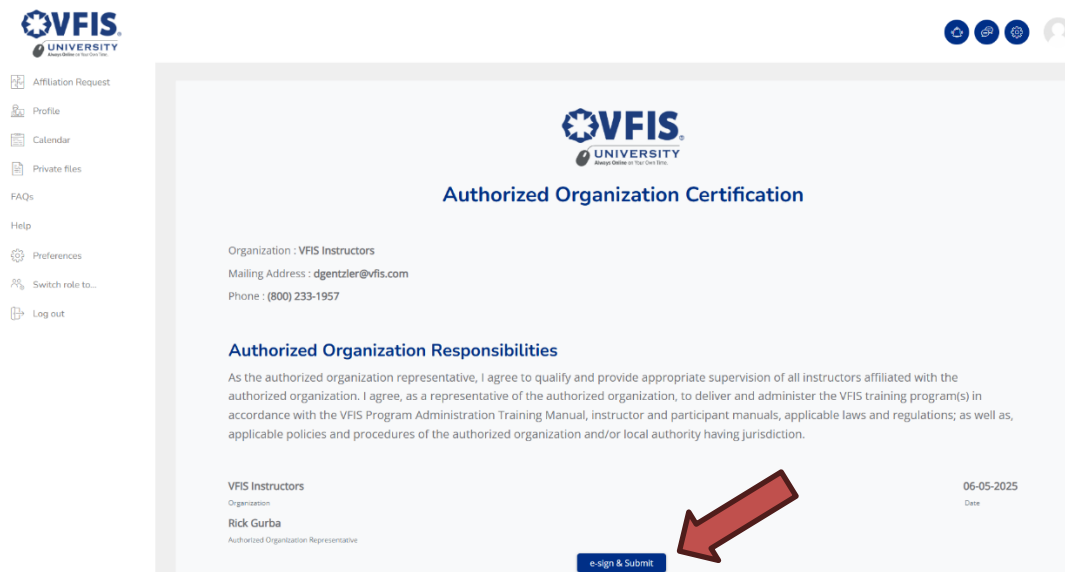 VFIS
UNIVERSITY
Always Online on Your Own Time.
Affiliation Request
Profile
Calendar
Private files
FAQs
Help
Preferences
Switch role to...
Log out
VFIS
UNIVERSITY
Always Online on Your Own Time.
Authorized Organization Certification
Organization : VFIS Instructors
Mailing Address : dgentzler@vfis.com
Phone : (800) 233-1957
Authorized Organization Responsibilities
As the authorized organization representative, I agree to qualify and provide appropriate supervision of all instructors affiliated with the
authorized organization. I agree, as a representative of the authorized organization, to deliver and administer the VFIS training program(s) in
accordance with the VFIS Program Administration Training Manual, instructor and participant manuals, applicable laws and regulations; as well as,
applicable policies and procedures of the authorized organization and/or local authority having jurisdiction.
VFIS Instructors 06-05-2025
Organization Date
Rick Gurba
Authorized Organization Representative
e-sign & Submit